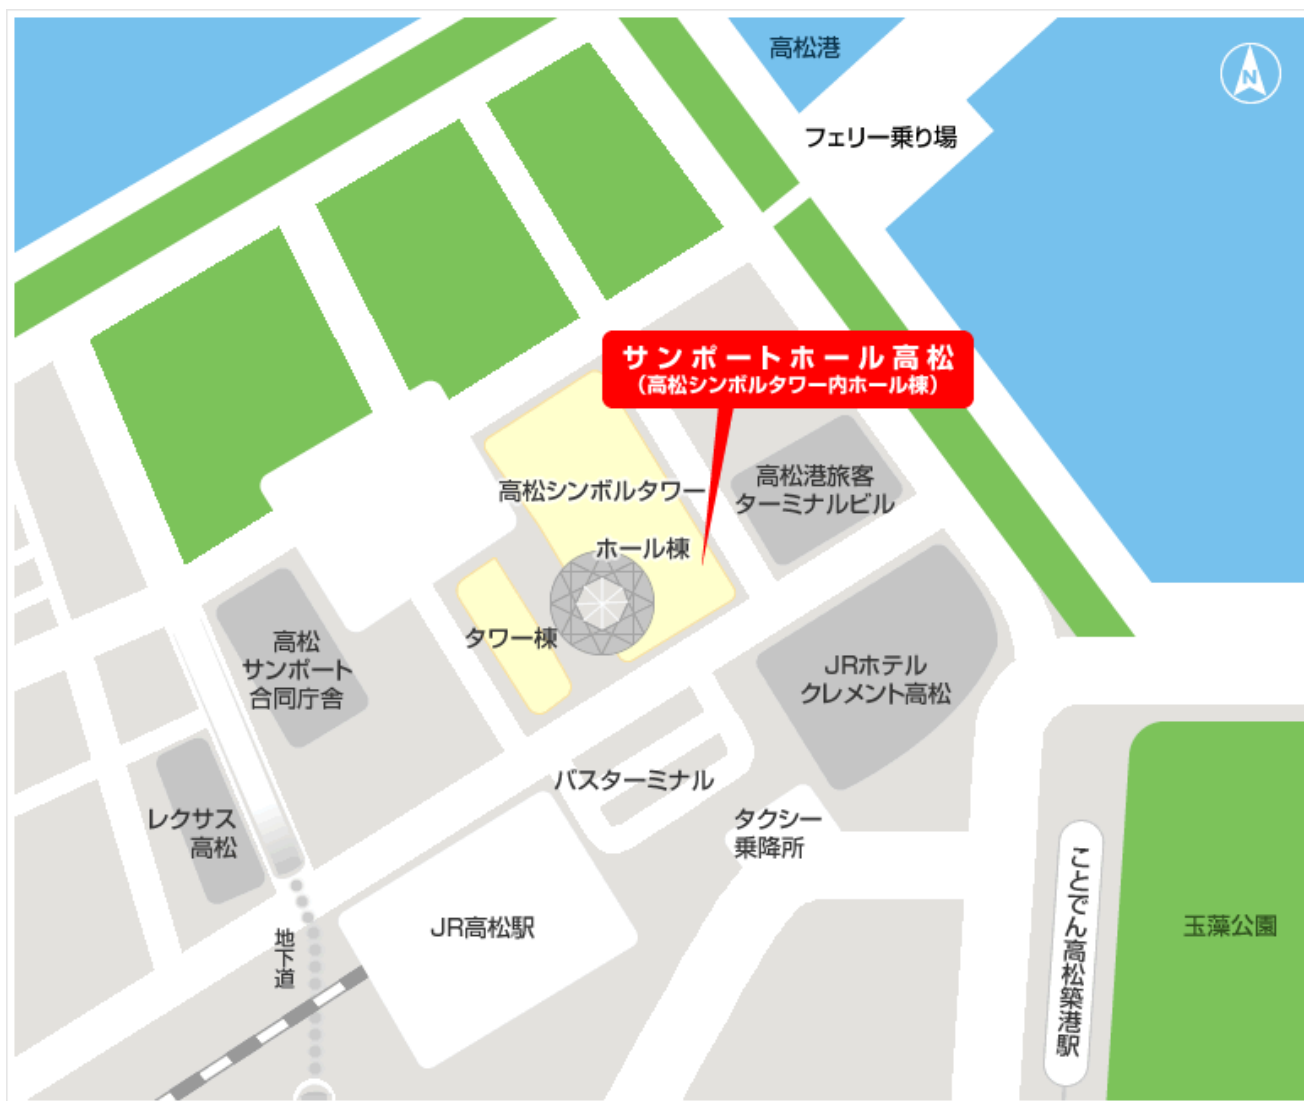 高松港
N
フェリー乗り場
サンポートホール高松
（高松シンボルタワー内ホール棟）
高松シンボルタワー
高松港旅客
ターミナルビル
ホール棟
タワー棟
高松
サンポート
合同庁舎
JRホテル
クレメント高松
バスターミナル
レクサス
高松
タクシー
乗降所
JR高松駅
地下道
ことでん高松築港駅
玉藻公園